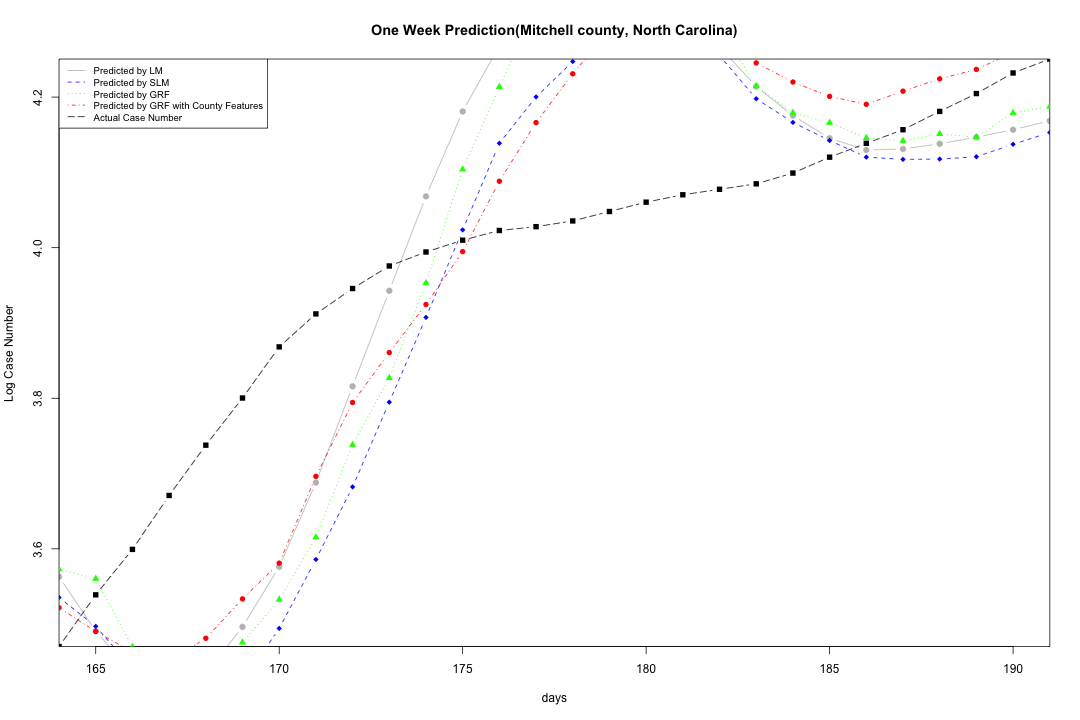 One Week Prediction(Mitchell county, North Carolina)
Predicted by LM
Predicted by SLM
Predicted by GRF
Predicted by GRF with County Features
Actual Case Number
4.2
4.0
3.8
3.6
Log Case Number
165 170 175 180 185 190
days